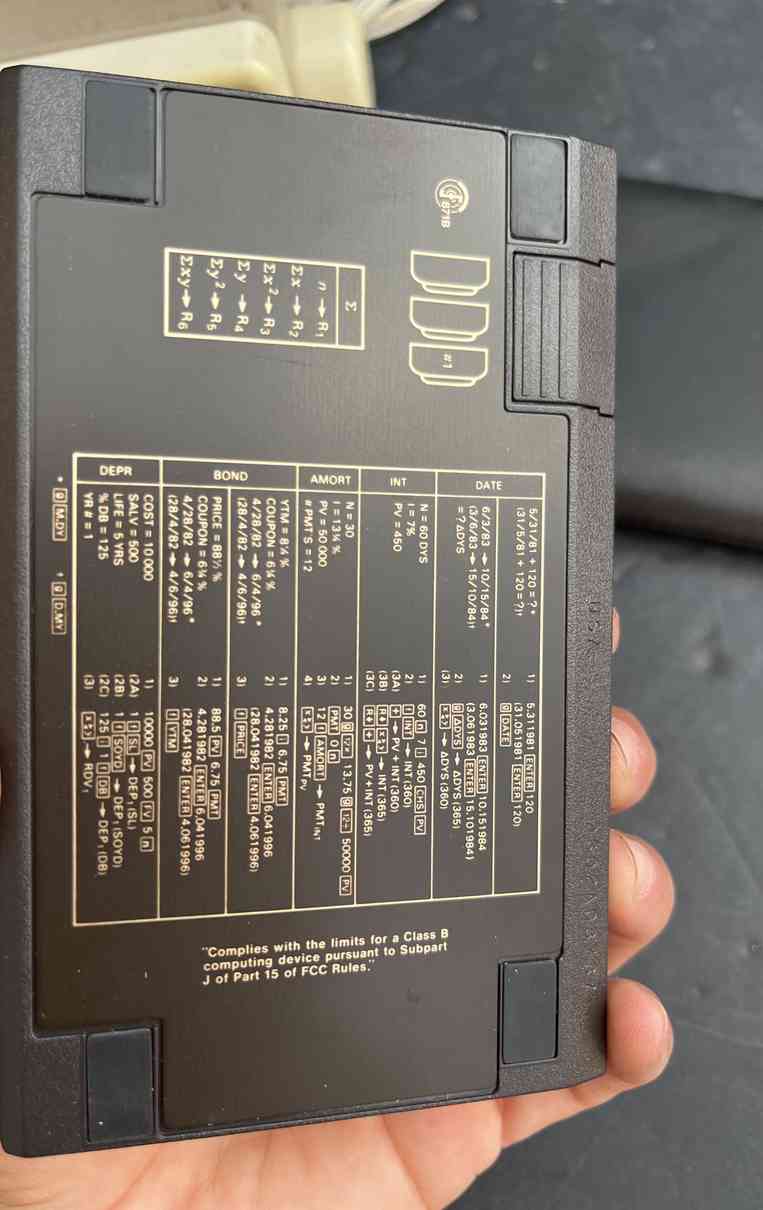 871B
#1
Σ
n → R1
Σx → R2
Σx² → R3
Σy → R4
Σy² → R5
Σxy → R6
DATE
5/31/81 + 120 = ? *
(31/5/81 + 120 = ?)†
1) 5.311981 ENTER 120
(31.051981 ENTER 120)
2) g DATE
6/3/83 → 10/15/84*
(3/6/83 → 15/10/84)†
= ? ΔDYS
1) 6.031983 ENTER 10.151984
(3.061983 ENTER 15.101984)
2) g ΔDYS → ΔDYS (365)
(3) x≷y → ΔDYS (360)
INT
N = 60 DYS
I = 7%
PV = 450
1) 60 n 7 i 450 CHS PV
2) f INT → INT (360)
(3A) + → PV + INT (360)
(3B) R↓ x≷y → INT (365)
(3C) R↓ + → PV + INT (365)
AMORT
N = 30
I = 13¾ %
PV = 50 000
# PMT'S = 12
1) 30 g 12× 13.75 g 12÷ 50000 PV
2) PMT 0 n
3) 12 f AMORT → PMT INT
4) x≷y → PMT PV
BOND
YTM = 8¼ %
COUPON = 6¾ %
4/28/82 → 6/4/96 *
(28/4/82 → 4/6/96)†
1) 8.25 i 6.75 PMT
2) 4.281982 ENTER 6.041996
(28.041982 ENTER 4.061996)
3) f PRICE
PRICE = 88½ %
COUPON = 6¾ %
4/28/82 → 6/4/96 *
(28/4/82 → 4/6/96)†
1) 88.5 PV 6.75 PMT
2) 4.281982 ENTER 6.041996
(28.041982 ENTER 4.061996)
3) f YTM
DEPR
COST = 10 000
SALV = 500
LIFE = 5 YRS
% DB = 125
YR # = 1
1) 10000 PV 500 FV 5 n
(2A) 1 f SL → DEP1 (SL)
(2B) 1 f SOYD → DEP1 (SOYD)
(2C) 125 i 1 f DB → DEP1 (DB)
(3) x≷y → RDV1
* g M.DY † g D.MY
"Complies with the limits for a Class B
computing device pursuant to Subpart
J of Part 15 of FCC Rules."
USA